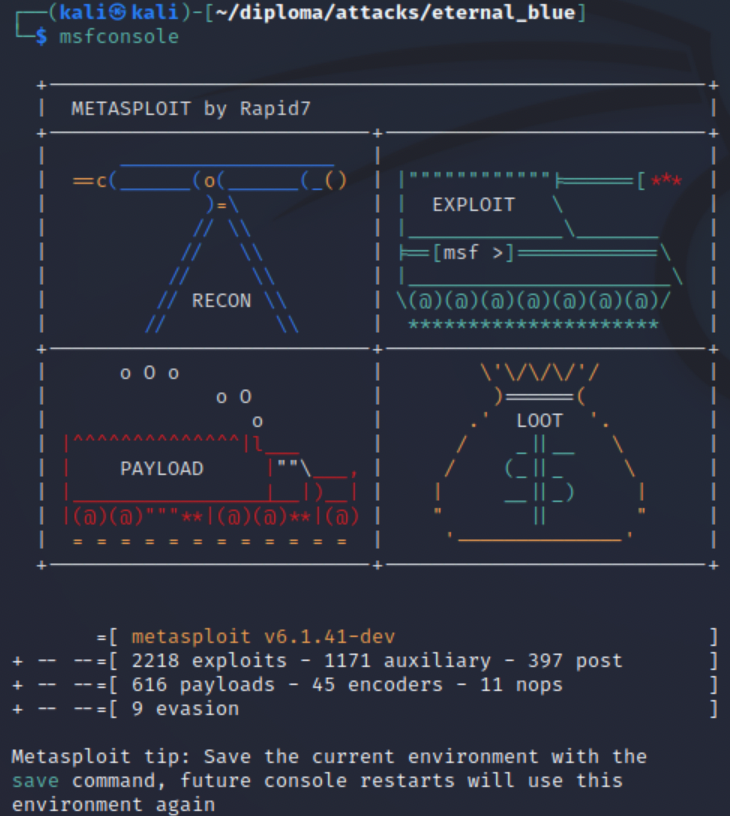 (kali㉿kali)-[~/diploma/attacks/eternal_blue]
$ msfconsole
METASPLOIT by Rapid7
EXPLOIT
[msf >]
RECON
o O o
o O
o
LOOT
PAYLOAD
=[ metasploit v6.1.41-dev ]
+ -- --=[ 2218 exploits - 1171 auxiliary - 397 post ]
+ -- --=[ 616 payloads - 45 encoders - 11 nops ]
+ -- --=[ 9 evasion ]
Metasploit tip: Save the current environment with the
save command, future console restarts will use this
environment again